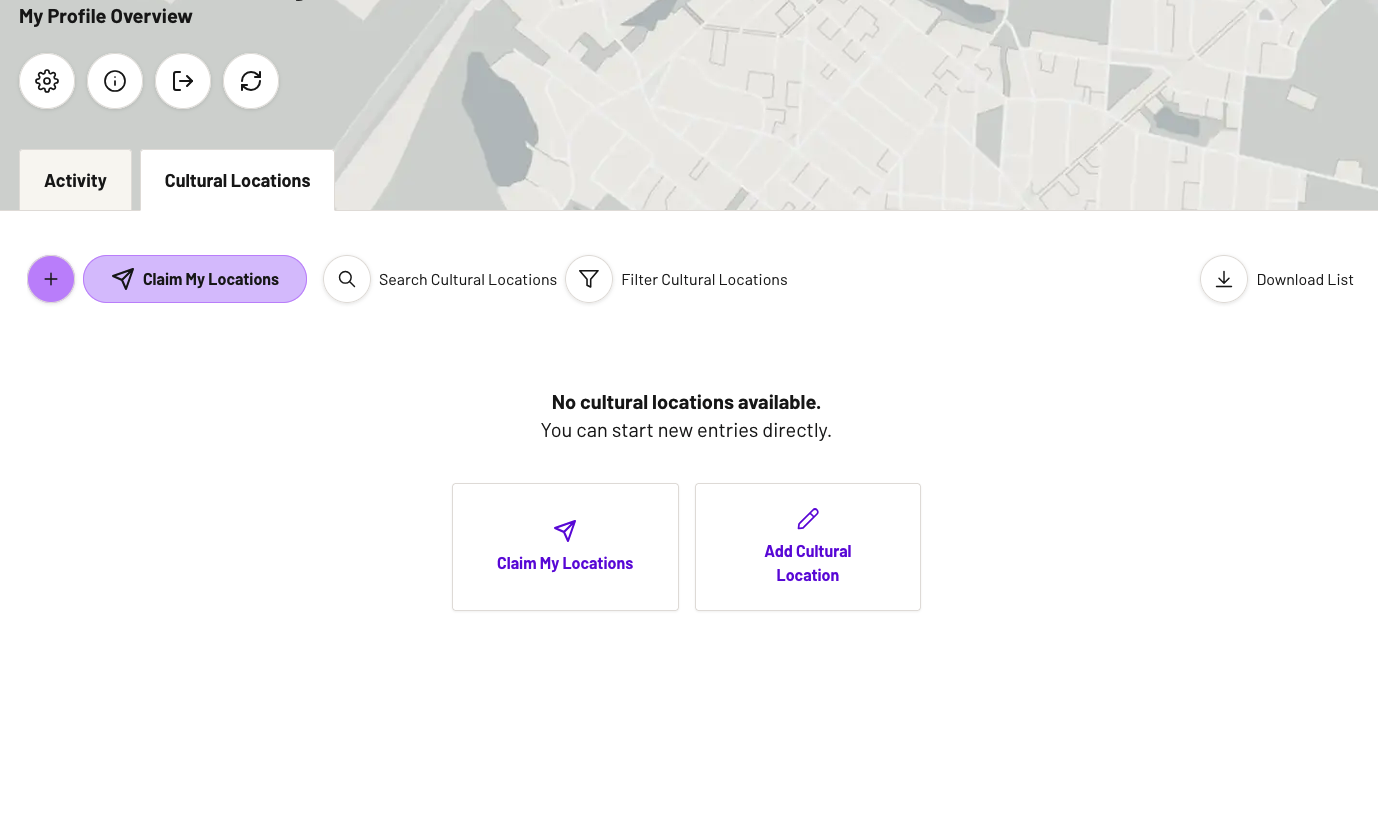 My Profile Overview
Activity
Cultural Locations
Claim My Locations
Search Cultural Locations
Filter Cultural Locations
Download List
No cultural locations available.
You can start new entries directly.
Claim My Locations
Add Cultural
Location